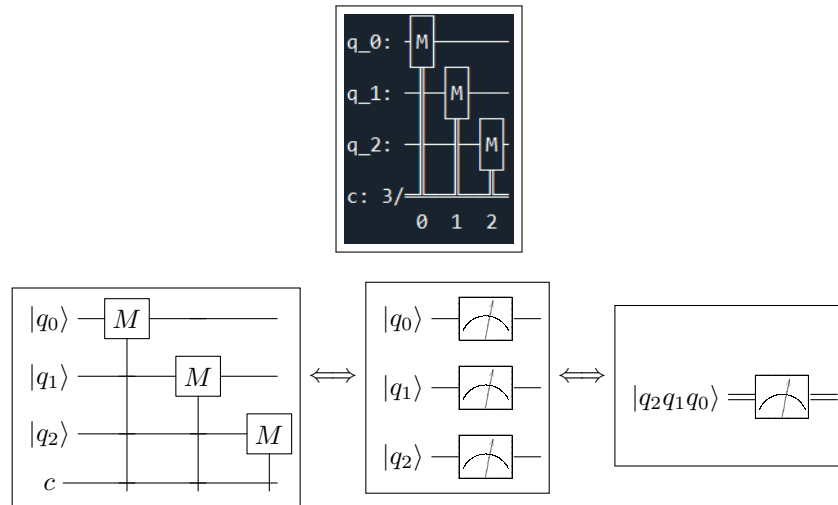 q_0: M
q_1: M
q_2: M
c: 3/
0 1 2
|q₀⟩ M
|q₁⟩ M
|q₂⟩ M
c
⟺
|q₀⟩
|q₁⟩
|q₂⟩
⟺
|q₂q₁q₀⟩